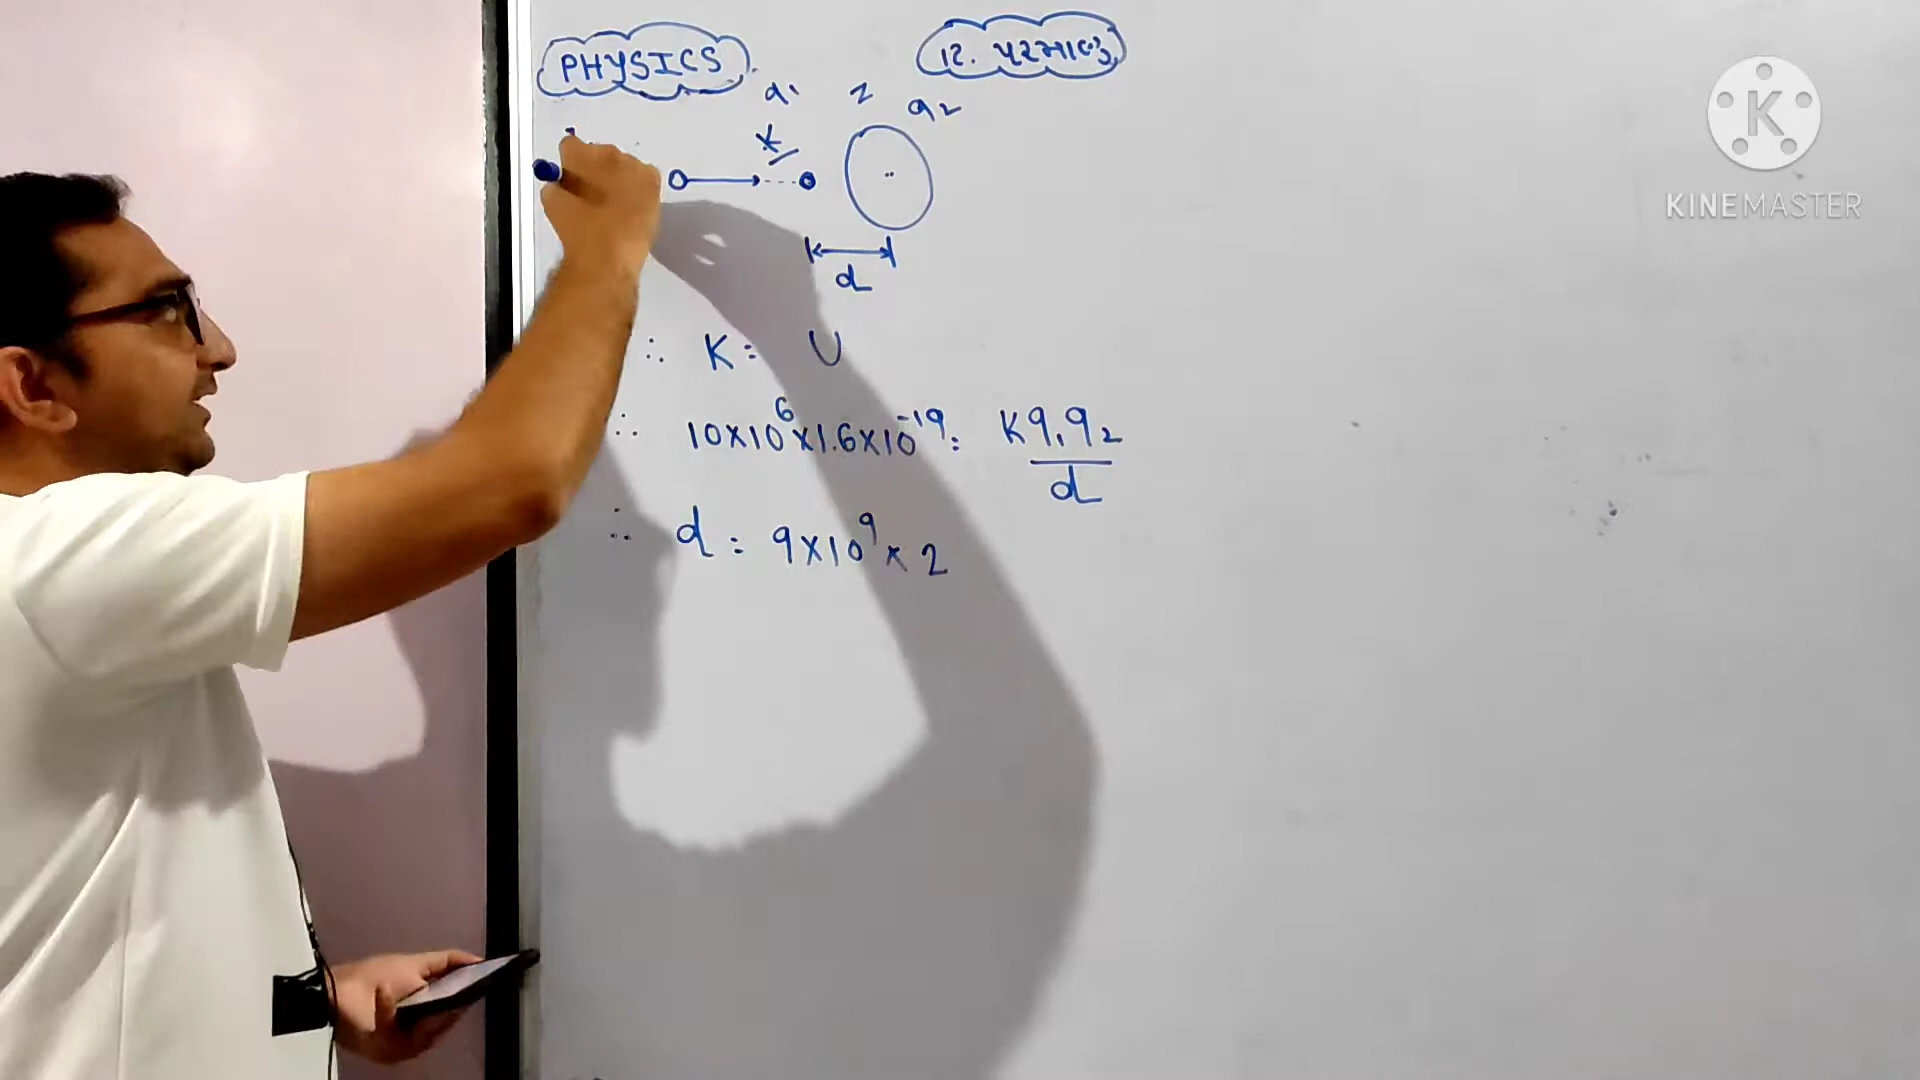 PHYSICS
12. પરમાણુ
q₁ Z q₂
K
d
∴ K = U
∴ 10×10⁶×1.6×10⁻¹⁹ = Kq₁q₂
d
∴ d = 9×10⁹ × 2
K
KINEMASTER